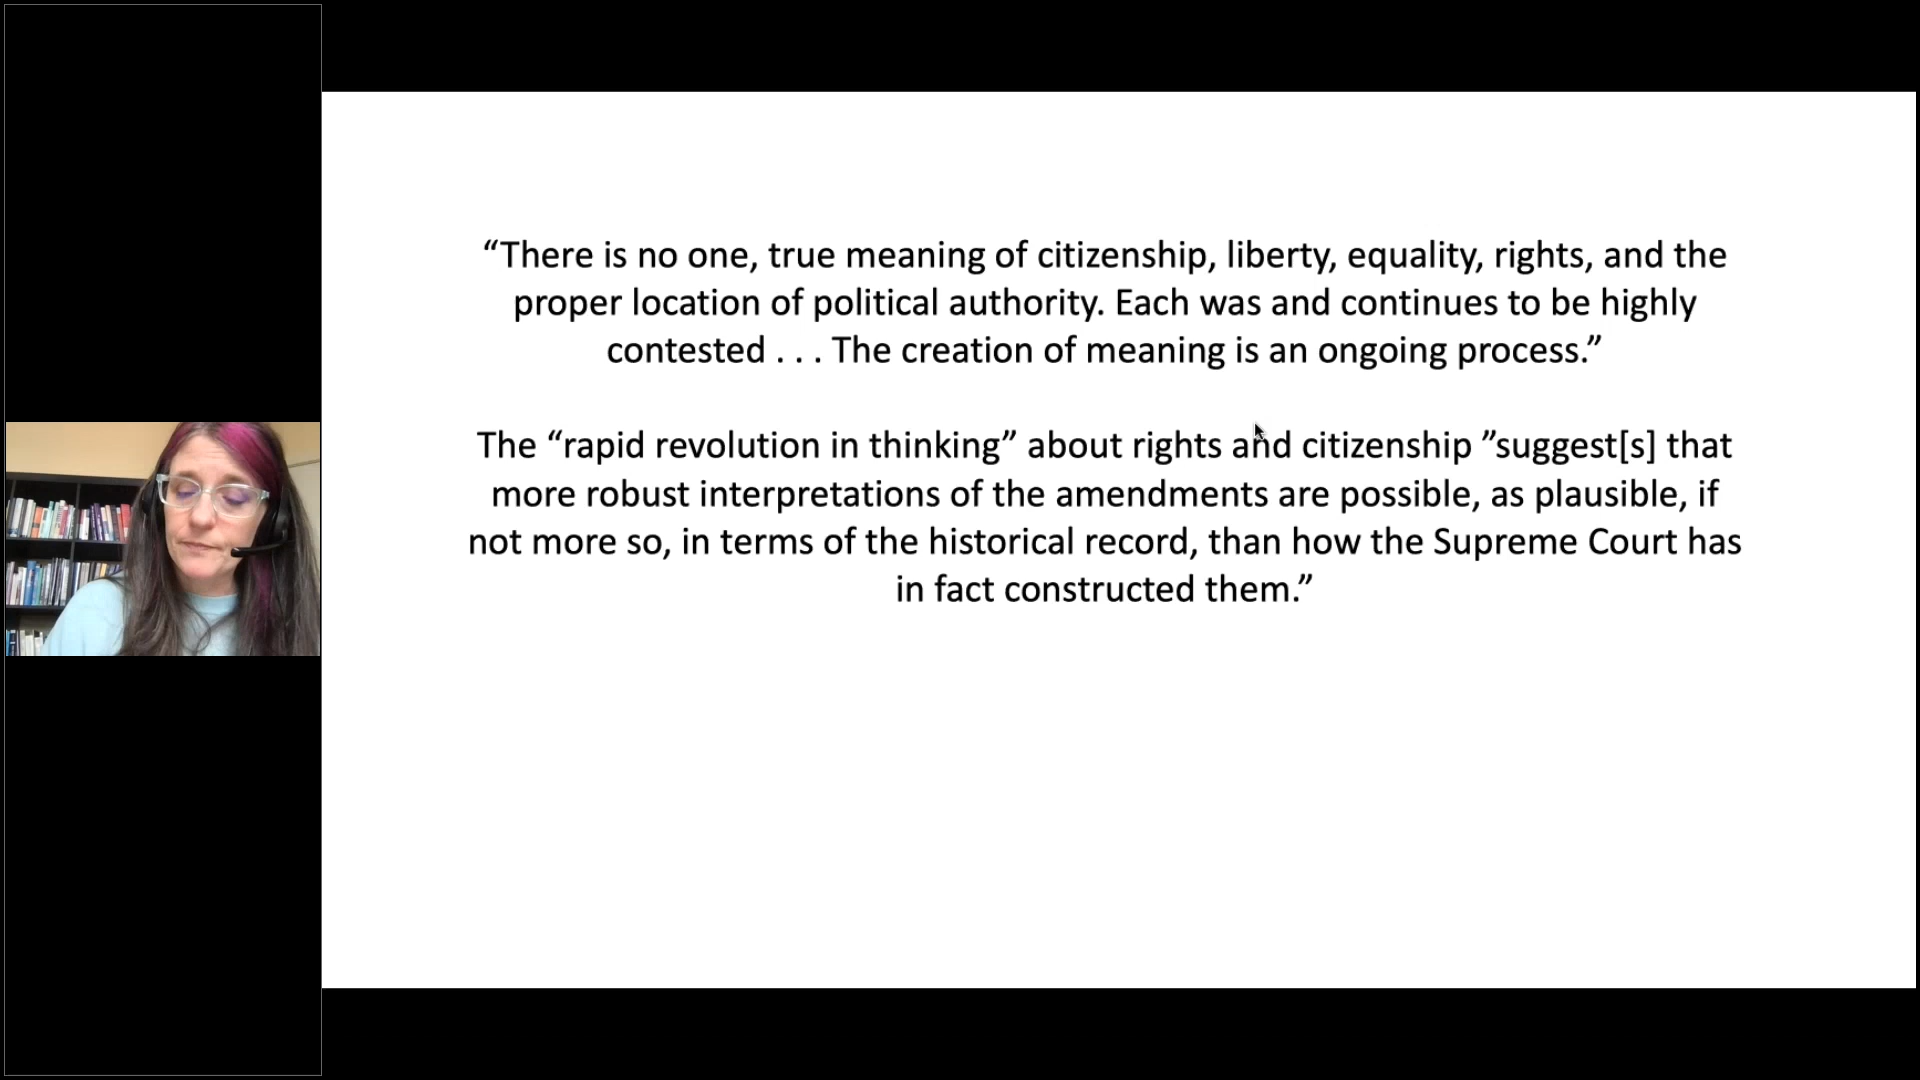 “There is no one, true meaning of citizenship, liberty, equality, rights, and the
proper location of political authority. Each was and continues to be highly
contested . . . The creation of meaning is an ongoing process.”
The “rapid revolution in thinking” about rights and citizenship ”suggest[s] that
more robust interpretations of the amendments are possible, as plausible, if
not more so, in terms of the historical record, than how the Supreme Court has
in fact constructed them.”